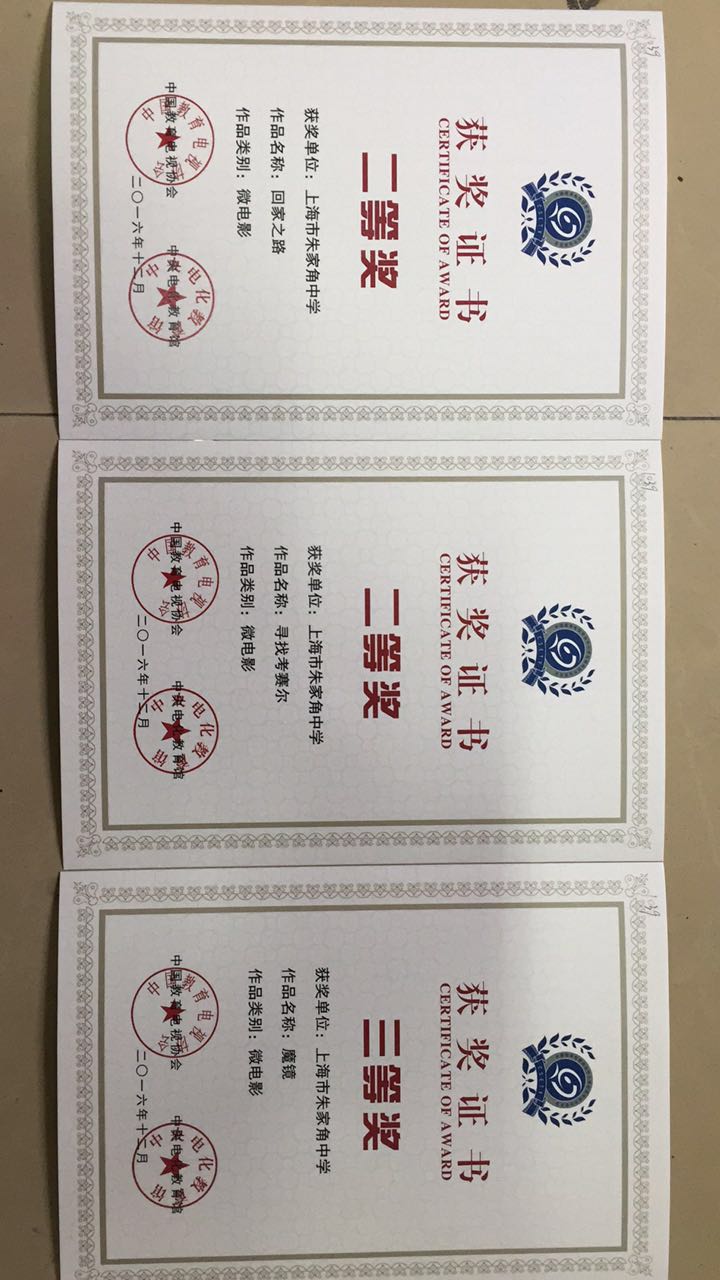 1039
获奖证书
CERTIFICATE OF AWARD
二等奖
获奖单位：上海市朱家角中学
作品名称：回家之路
作品类别：微电影
中国教育电视协会
中央电化教育馆
二〇一六年十二月
1039
获奖证书
CERTIFICATE OF AWARD
二等奖
获奖单位：上海市朱家角中学
作品名称：寻找考赛尔
作品类别：微电影
中国教育电视协会
中央电化教育馆
二〇一六年十二月
1039
获奖证书
CERTIFICATE OF AWARD
三等奖
获奖单位：上海市朱家角中学
作品名称：魔镜
作品类别：微电影
中国教育电视协会
中央电化教育馆
二〇一六年十二月